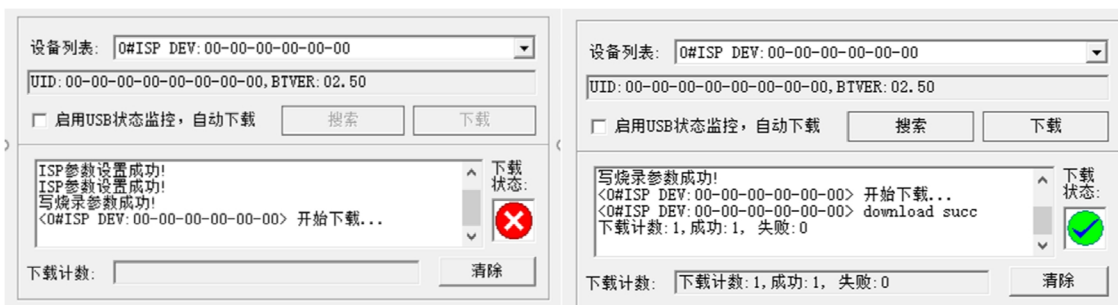 设备列表: 0#ISP DEV:00-00-00-00-00-00
UID:00-00-00-00-00-00-00-00,BTVER:02.50
启用USB状态监控，自动下载 搜索 下载
ISP参数设置成功!
ISP参数设置成功!
写烧录参数成功!
<0#ISP DEV:00-00-00-00-00-00> 开始下载...
下载
状态:
下载计数: 清除
设备列表: 0#ISP DEV:00-00-00-00-00-00
UID:00-00-00-00-00-00-00-00,BTVER:02.50
启用USB状态监控，自动下载 搜索 下载
写烧录参数成功!
<0#ISP DEV:00-00-00-00-00-00> 开始下载...
<0#ISP DEV:00-00-00-00-00-00> download succ
下载计数:1,成功:1, 失败:0
下载
状态:
下载计数: 下载计数:1,成功:1, 失败:0 清除